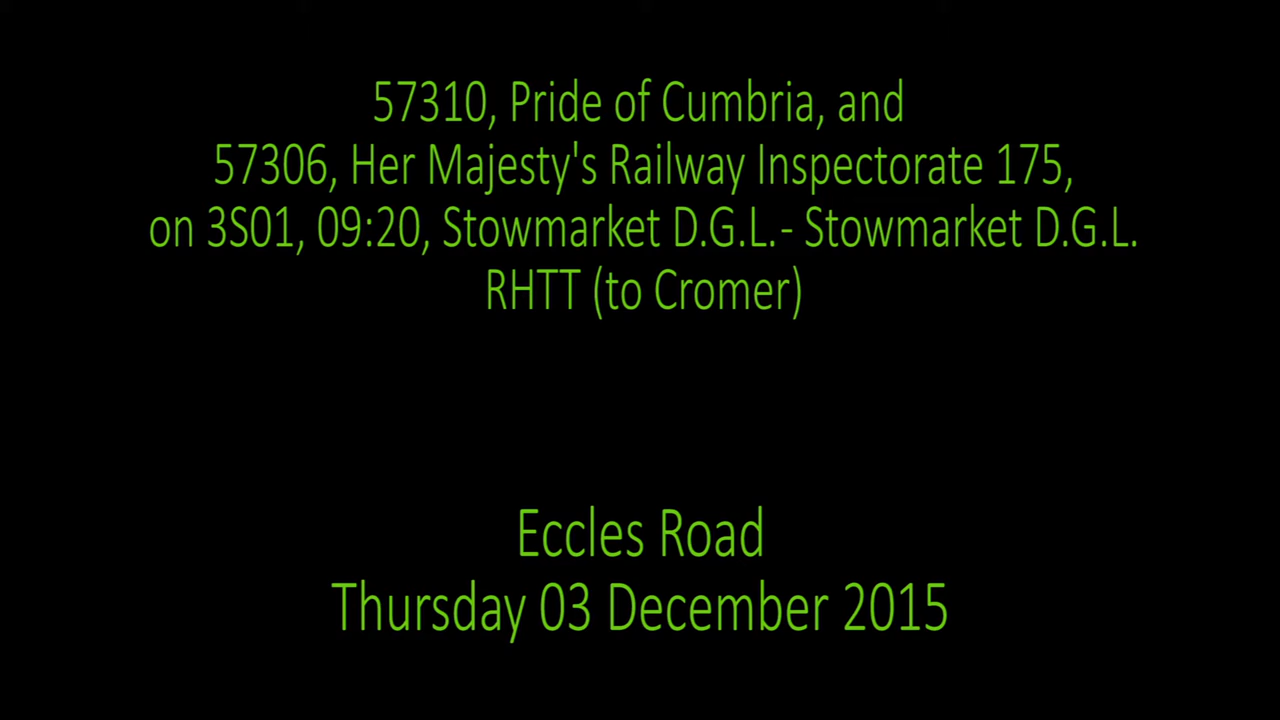 57310, Pride of Cumbria, and
57306, Her Majesty's Railway Inspectorate 175,
on 3S01, 09:20, Stowmarket D.G.L.- Stowmarket D.G.L.
RHTT (to Cromer)
Eccles Road
Thursday 03 December 2015